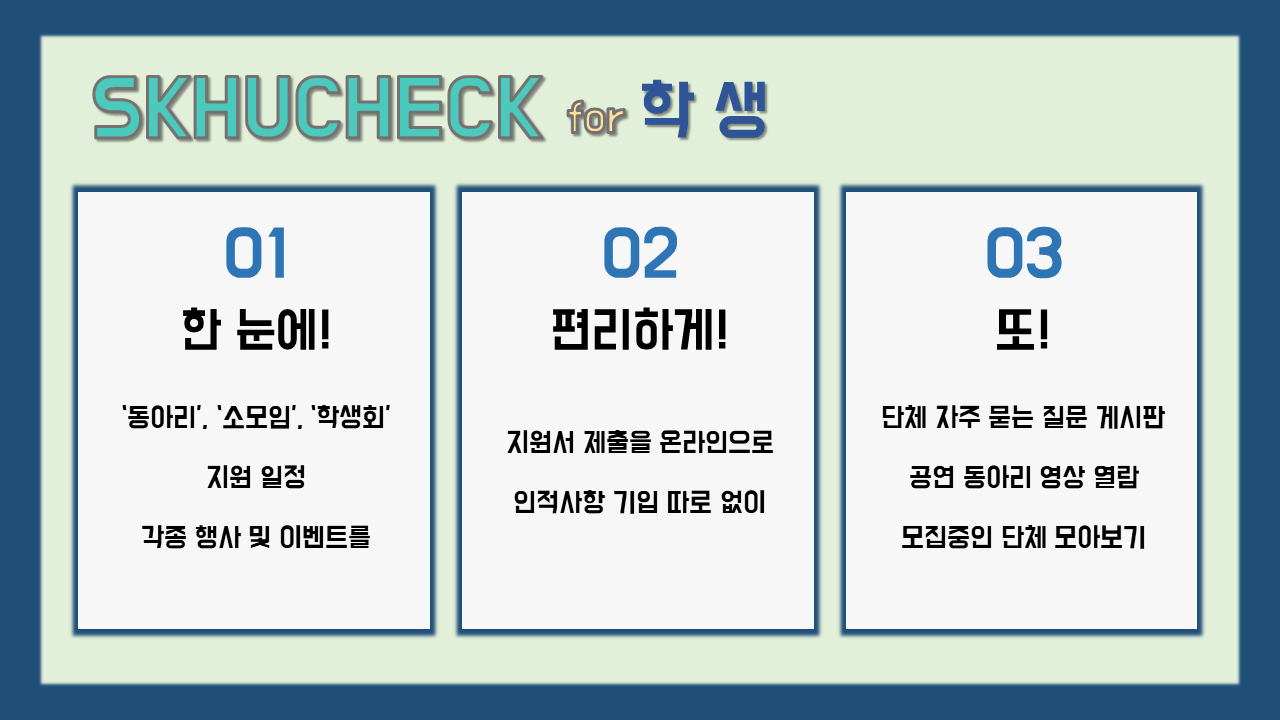 SKHUCHECK for 학 생
01
한 눈에!
‘동아리’, ‘소모임’, ‘학생회’
지원 일정
각종 행사 및 이벤트를
02
편리하게!
지원서 제출을 온라인으로
인적사항 기입 따로 없이
03
또!
단체 자주 묻는 질문 게시판
공연 동아리 영상 열람
모집중인 단체 모아보기